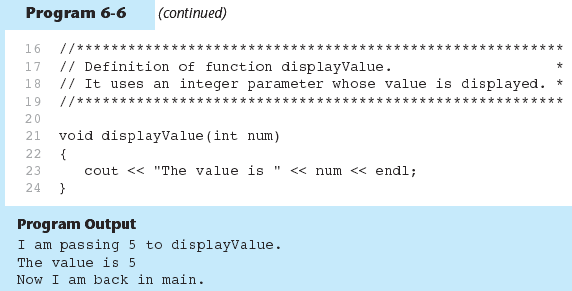 Program 6-6 (continued)
16 //*********************************************************
17 // Definition of function displayValue. *
18 // It uses an integer parameter whose value is displayed. *
19 //*********************************************************
20
21 void displayValue(int num)
22 {
23 cout << "The value is " << num << endl;
24 }
Program Output
I am passing 5 to displayValue.
The value is 5
Now I am back in main.